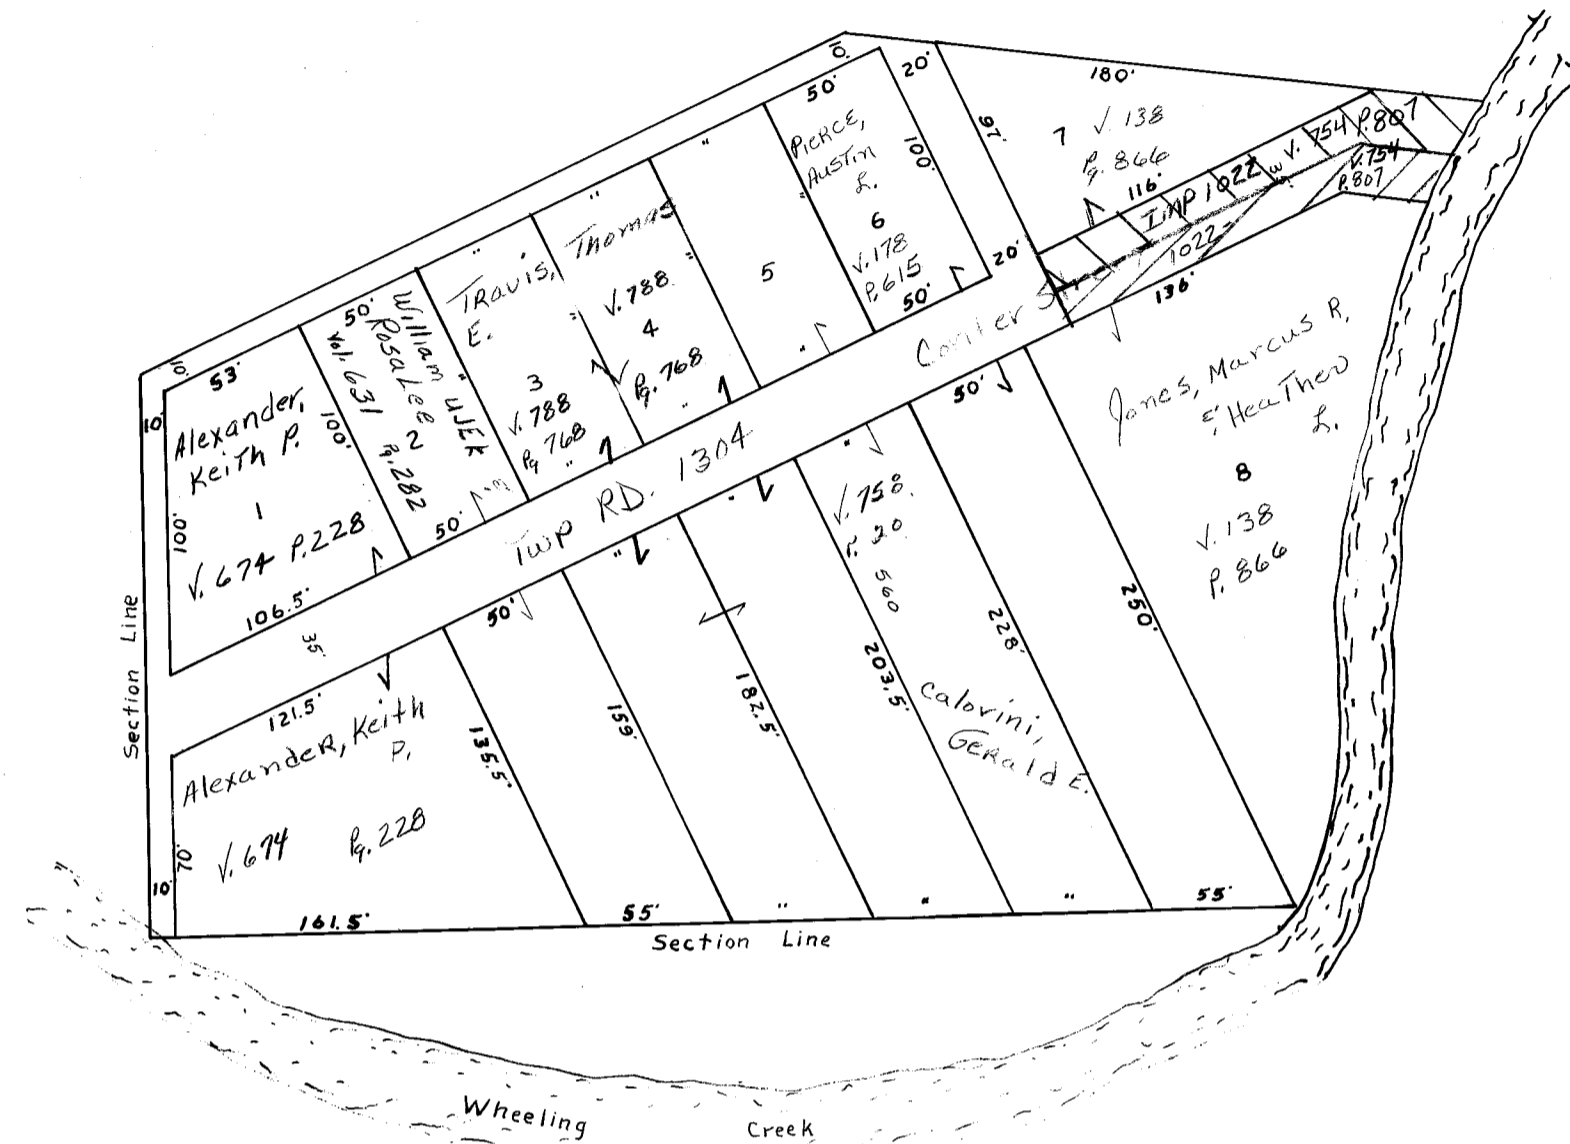 10'
50'
20'
180'
53'
10'
10'
100'
Alexander,
Keith P.
1
V. 674 P. 228
106.5'
50'
William UJEK
RosaLee
Vol. 631
2
Pg. 282
100'
50'
"
TRavis,
E.
3
V. 788
Pg 768
"
"
Thomas
"
V. 788
4
Pg. 768
"
"
5
"
PIERCE,
AUSTIN
L.
6
V. 178
P. 615
50'
100'
20'
97'
7 V. 138
Pg. 866
116'
IMP 1022
V. 754 P. 807
V. 754
P. 807
1022
136'
TWP RD. 1304
35'
121.5'
Alexander, Keith
P.
V. 674 Pg. 228
70'
10'
161.5'
50'
135.5'
"
159'
"
182.5'
"
V. 758
P. 20
560
203.5'
Calovini,
GERald E.
50'
228'
250'
Jones, Marcus R.
& HeaTher
L.
8
V. 138
P. 866
55'
"
"
"
55'
Section Line
Section Line
Wheeling Creek